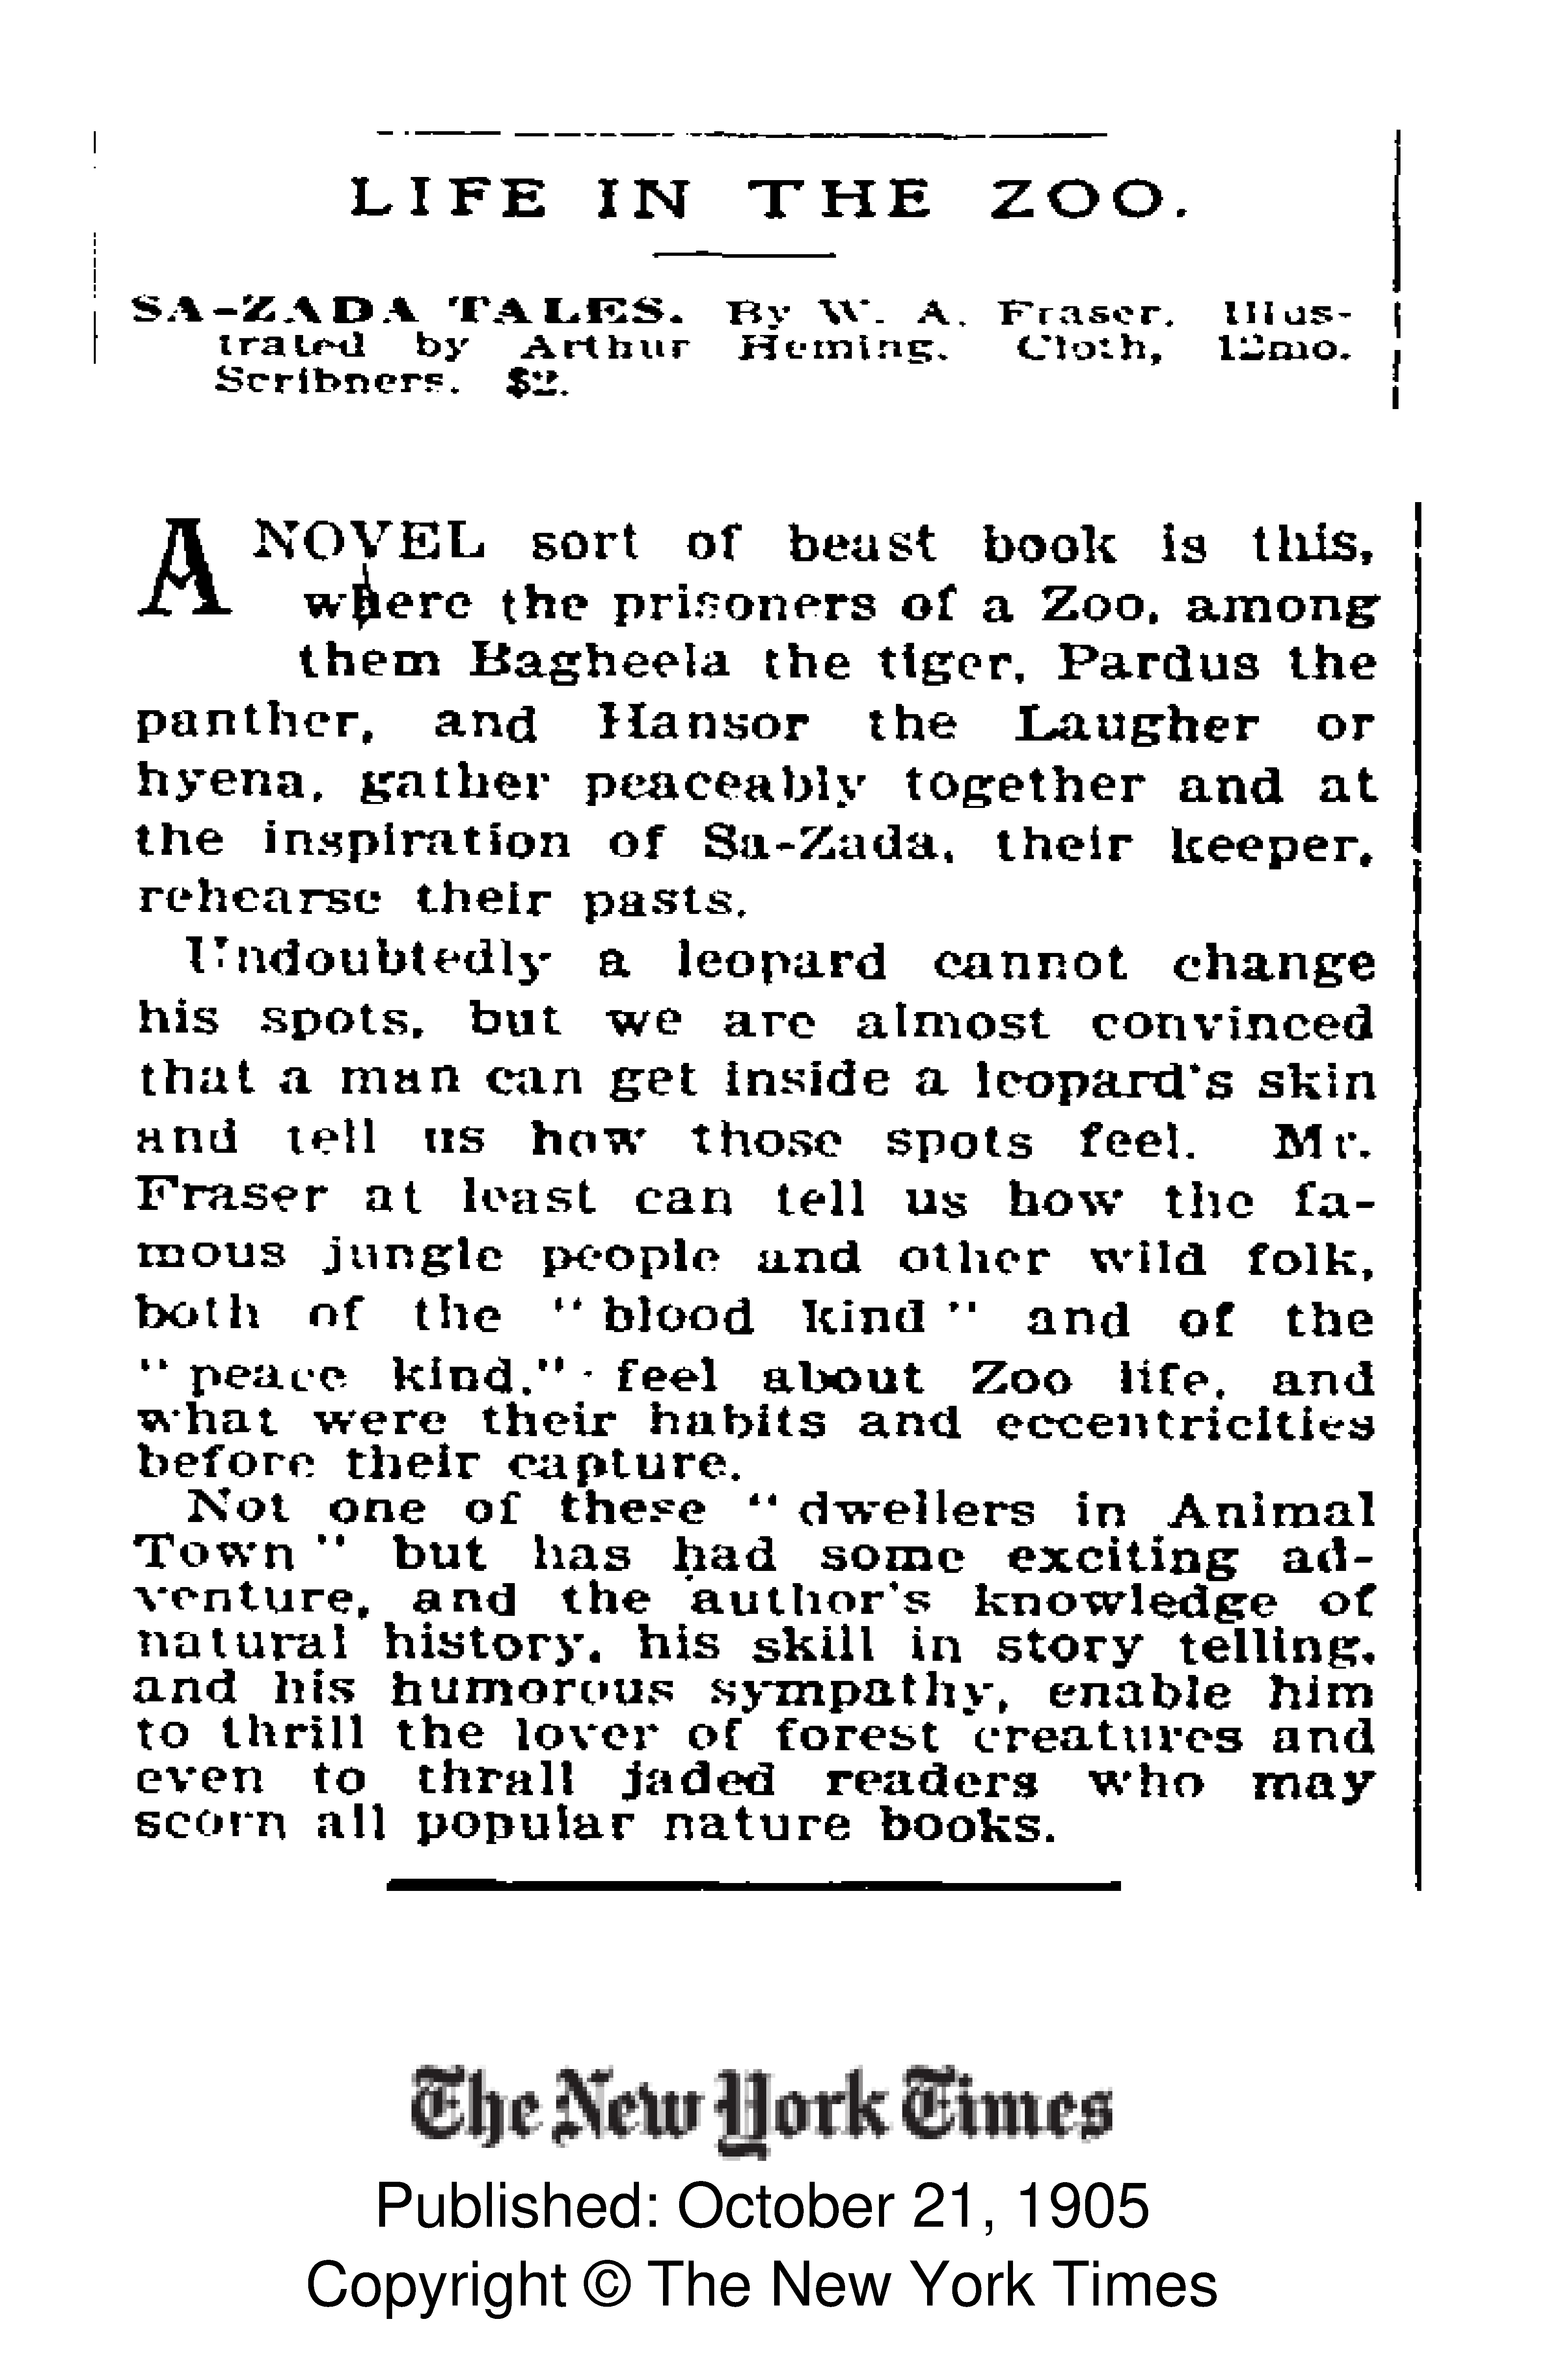 LIFE IN THE ZOO.
SA-ZADA TALES. By W. A. Fraser. Illus-
trated by Arthur Heming. Cloth, 12mo.
Scribners. $2.
A NOVEL sort of beast book is this,
where the prisoners of a Zoo, among
them Bagheela the tiger, Pardus the
panther, and Hansor the Laugher or
hyena, gather peaceably together and at
the inspiration of Sa-Zada, their keeper,
rehearse their pasts.
Undoubtedly a leopard cannot change
his spots, but we are almost convinced
that a man can get inside a leopard's skin
and tell us how those spots feel. Mr.
Fraser at least can tell us how the fa-
mous jungle people and other wild folk,
both of the "blood kind" and of the
"peace kind," feel about Zoo life, and
what were their habits and eccentricities
before their capture.
Not one of these "dwellers in Animal
Town" but has had some exciting ad-
venture, and the author's knowledge of
natural history, his skill in story telling,
and his humorous sympathy, enable him
to thrill the lover of forest creatures and
even to thrall jaded readers who may
scorn all popular nature books.
The New York Times
Published: October 21, 1905
Copyright © The New York Times